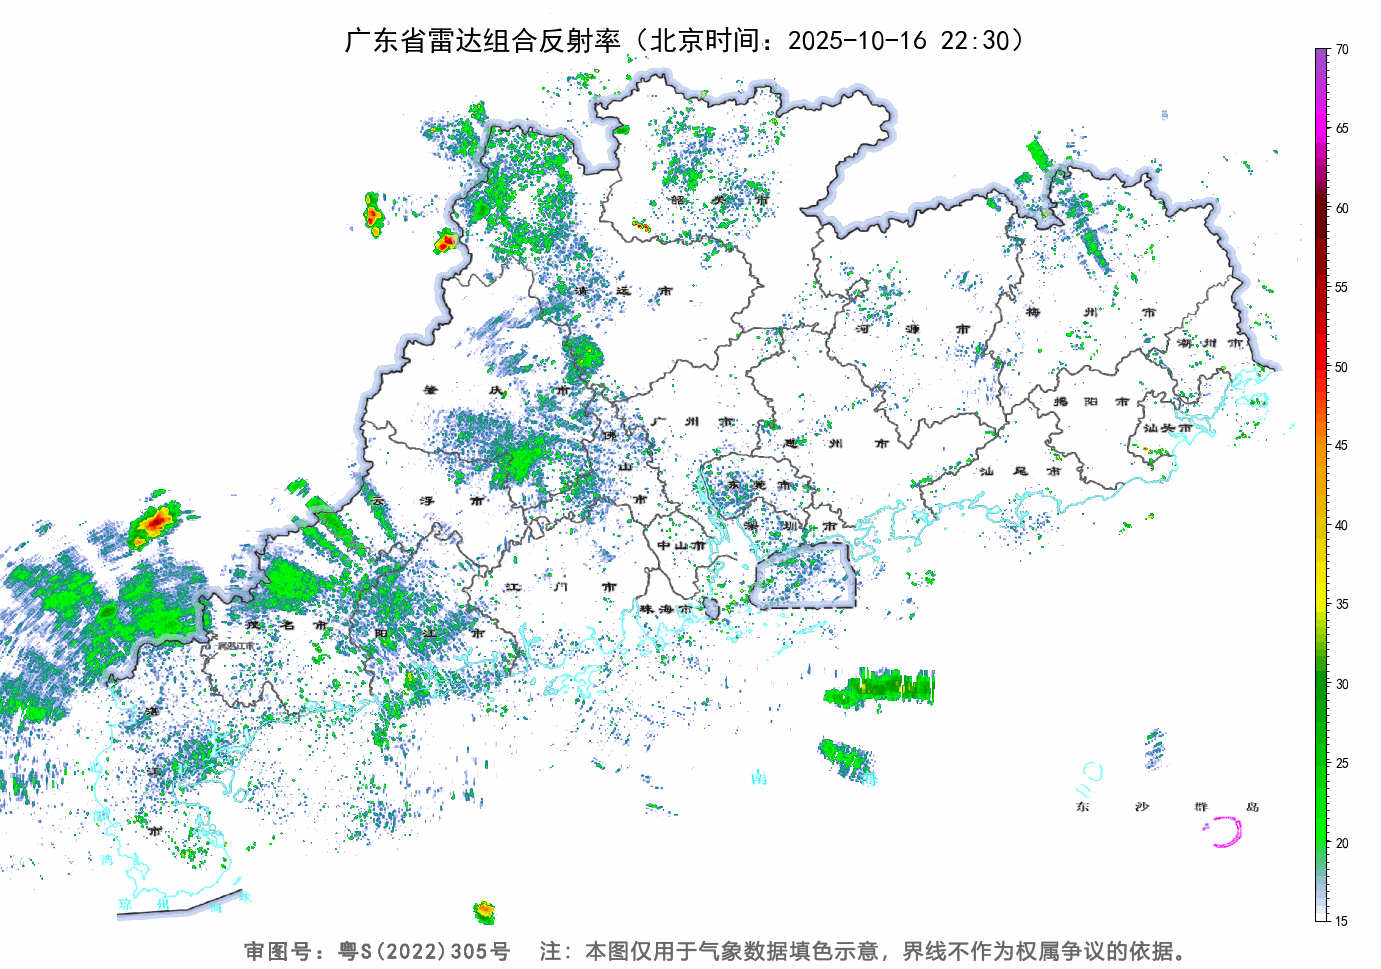 广东省雷达组合反射率（北京时间：2025-10-16 22:30）
70
65
60
55
50
45
40
35
30
25
20
15
韶 关 市
清 远 市
河 源 市
梅 州 市
潮 州 市
肇 庆 市
广 州 市
惠 州 市
揭 阳 市
汕头市
佛 山 市
云 浮 市
东 莞 市
汕 尾 市
深 圳 市
中山市
江 门 市
珠海市
茂 名 市
阳 江 市
湛 江 市
南 海
东 沙 群 岛
湾
琼 州 海 峡
审图号：粤S(2022)305号 注：本图仅用于气象数据填色示意，界线不作为权属争议的依据。